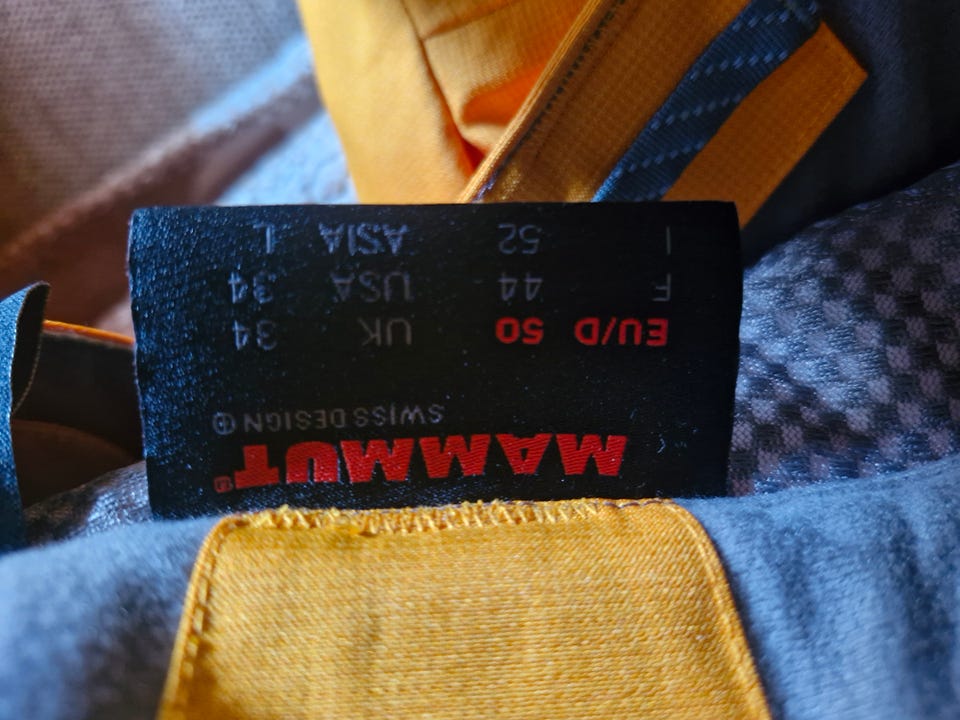 MAMMUT®
SWISS DESIGN
EU/D 50 UK 34
F 44 USA 34
I 52 ASIA L